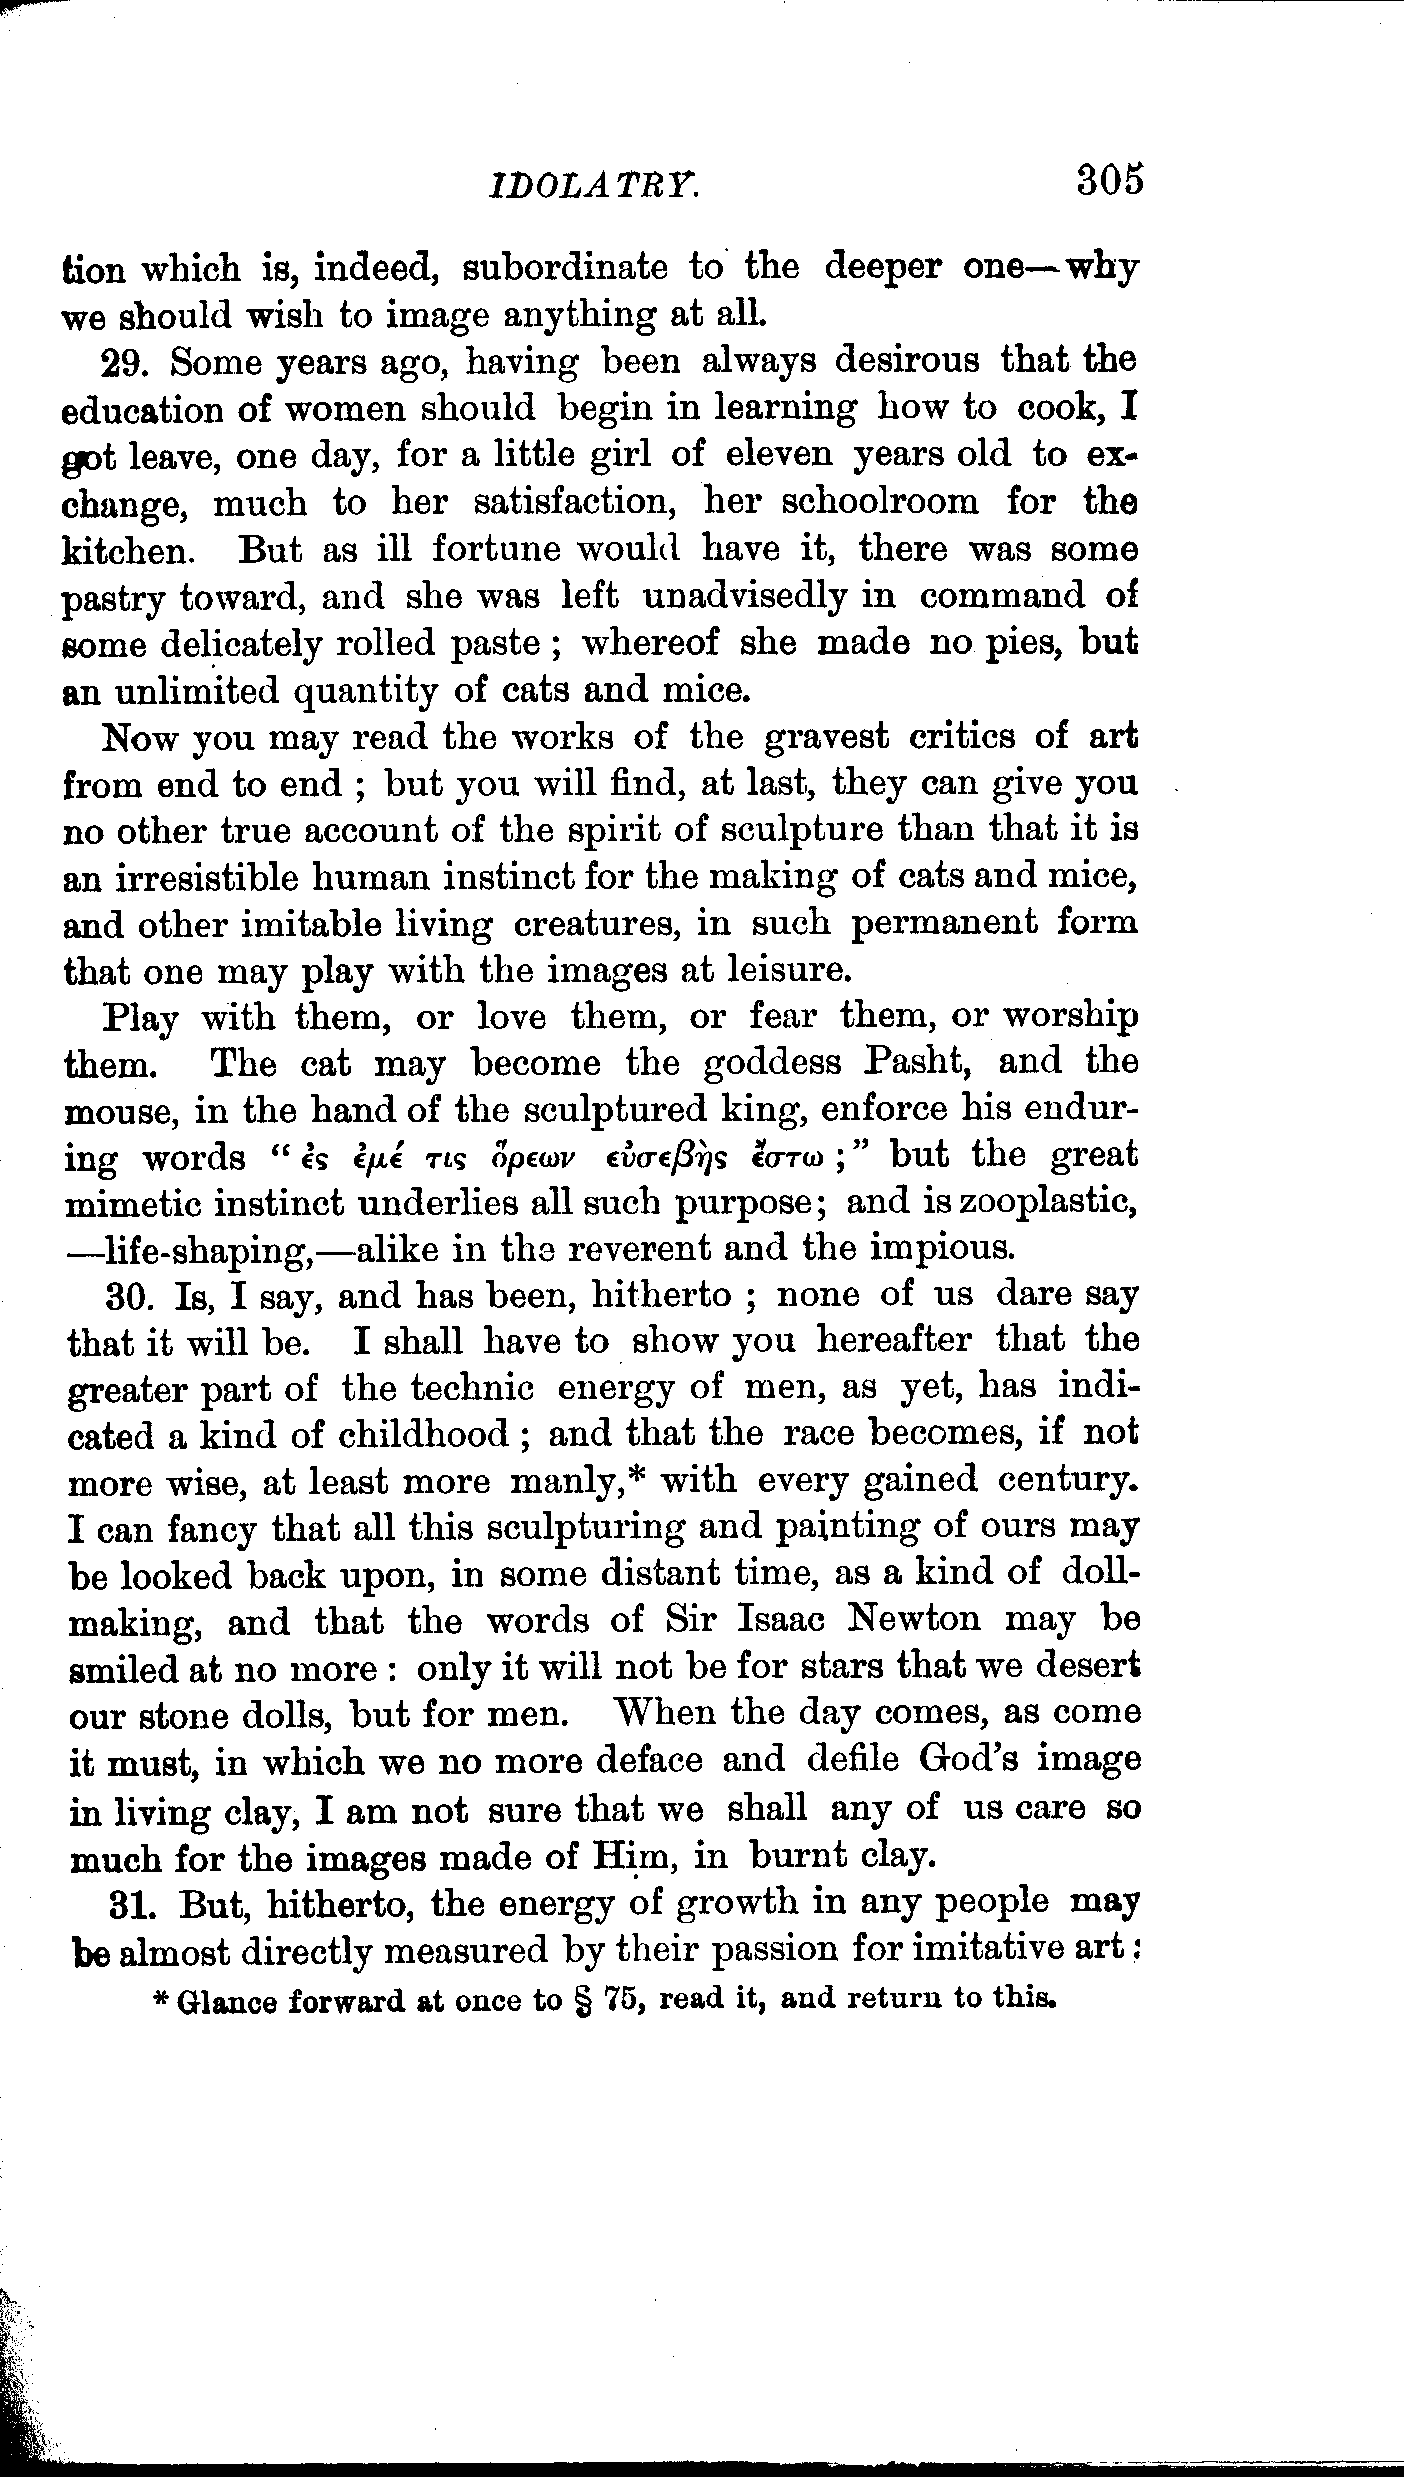 IDOLATRY. 305
tion which is, indeed, subordinate to the deeper one—why
we should wish to image anything at all.
29. Some years ago, having been always desirous that the
education of women should begin in learning how to cook, I
got leave, one day, for a little girl of eleven years old to ex-
change, much to her satisfaction, her schoolroom for the
kitchen. But as ill fortune would have it, there was some
pastry toward, and she was left unadvisedly in command of
some delicately rolled paste ; whereof she made no pies, but
an unlimited quantity of cats and mice.
Now you may read the works of the gravest critics of art
from end to end ; but you will find, at last, they can give you
no other true account of the spirit of sculpture than that it is
an irresistible human instinct for the making of cats and mice,
and other imitable living creatures, in such permanent form
that one may play with the images at leisure.
Play with them, or love them, or fear them, or worship
them. The cat may become the goddess Pasht, and the
mouse, in the hand of the sculptured king, enforce his endur-
ing words “ ἐς ἐμέ τις ὅρεων εὐσεβὴς ἔστω ;” but the great
mimetic instinct underlies all such purpose; and is zooplastic,
—life-shaping,—alike in the reverent and the impious.
30. Is, I say, and has been, hitherto ; none of us dare say
that it will be. I shall have to show you hereafter that the
greater part of the technic energy of men, as yet, has indi-
cated a kind of childhood ; and that the race becomes, if not
more wise, at least more manly,* with every gained century.
I can fancy that all this sculpturing and painting of ours may
be looked back upon, in some distant time, as a kind of doll-
making, and that the words of Sir Isaac Newton may be
smiled at no more : only it will not be for stars that we desert
our stone dolls, but for men. When the day comes, as come
it must, in which we no more deface and defile God's image
in living clay, I am not sure that we shall any of us care so
much for the images made of Him, in burnt clay.
31. But, hitherto, the energy of growth in any people may
be almost directly measured by their passion for imitative art :
* Glance forward at once to § 75, read it, and return to this.